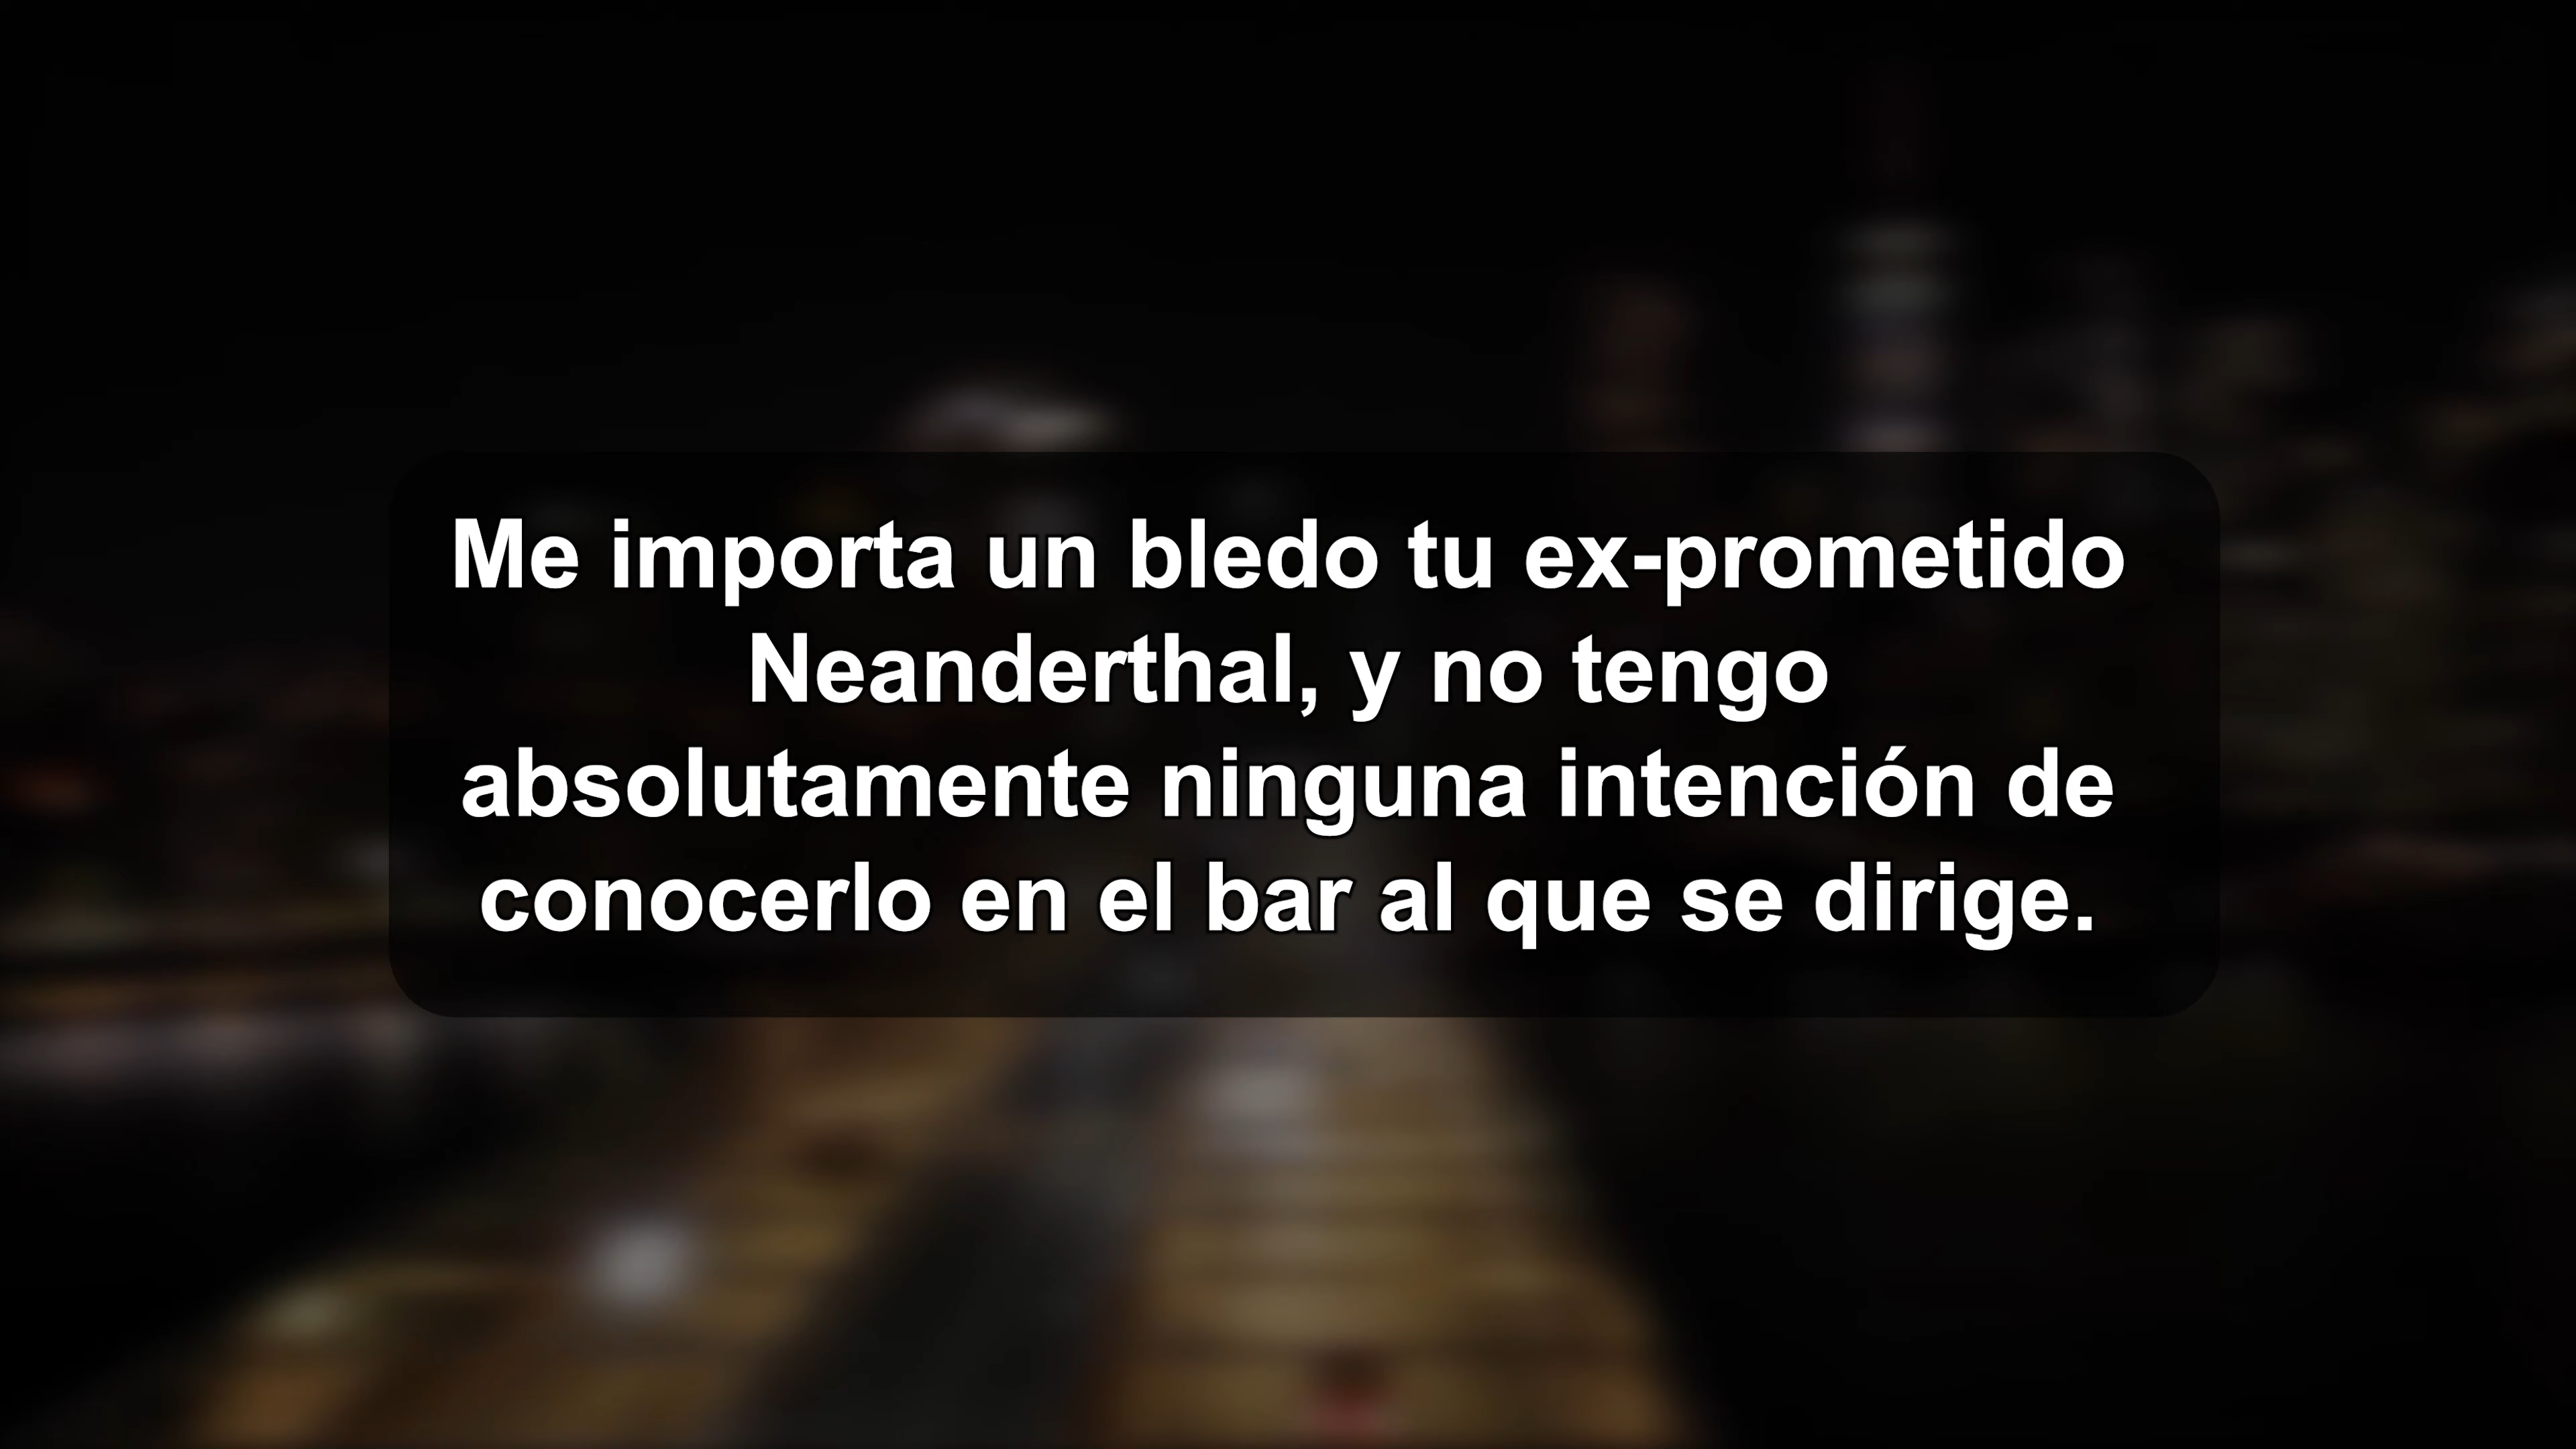 Me importa un bledo tu ex-prometido
Neanderthal, y no tengo
absolutamente ninguna intención de
conocerlo en el bar al que se dirige.